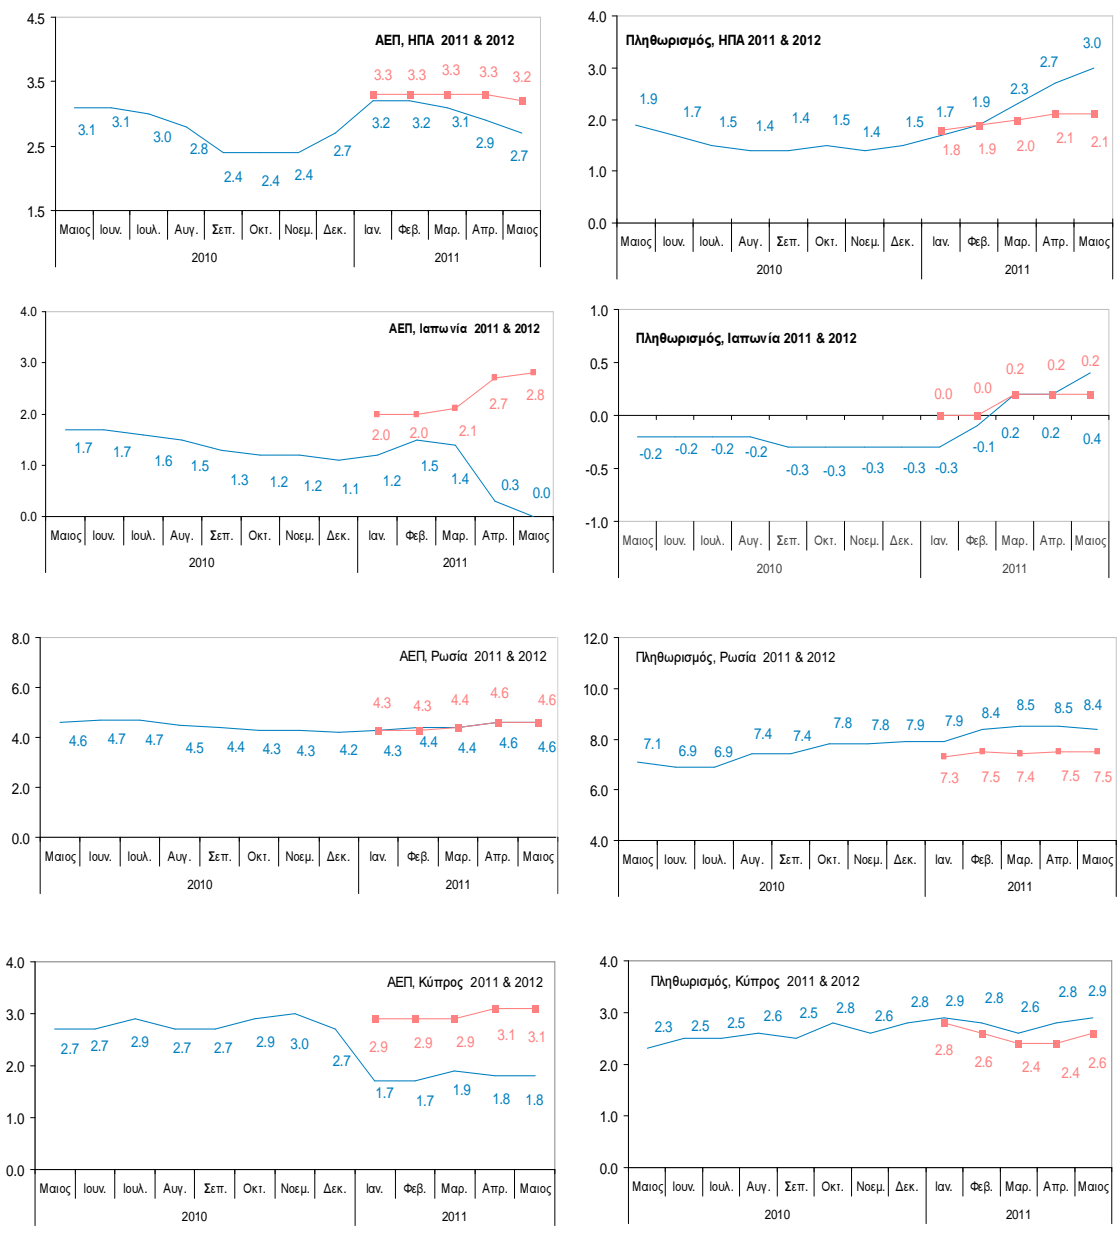 ΑΕΠ, ΗΠΑ 2011 & 2012
4.5
3.5
2.5
1.5
3.3 3.3 3.3 3.3 3.2
3.1 3.1 3.0 2.8 2.4 2.4 2.4 2.7 3.2 3.2 3.1 2.9 2.7
Μαιος Ιουν. Ιουλ. Αυγ. Σεπ. Οκτ. Νοεμ. Δεκ. Ιαν. Φεβ. Μαρ. Απρ. Μαιος
2010 2011
Πληθωρισμός, ΗΠΑ 2011 & 2012
4.0
3.0
2.0
1.0
0.0
1.9 1.7 1.5 1.4 1.4 1.5 1.4 1.5 1.7 1.9 2.3 2.7 3.0
1.8 1.9 2.0 2.1 2.1
Μαιος Ιουν. Ιουλ. Αυγ. Σεπ. Οκτ. Νοεμ. Δεκ. Ιαν. Φεβ. Μαρ. Απρ. Μαιος
2010 2011
ΑΕΠ, Ιαπωνία 2011 & 2012
4.0
3.0
2.0
1.0
0.0
2.0 2.0 2.1 2.7 2.8
1.7 1.7 1.6 1.5 1.3 1.2 1.2 1.1 1.2 1.5 1.4 0.3 0.0
Μαιος Ιουν. Ιουλ. Αυγ. Σεπ. Οκτ. Νοεμ. Δεκ. Ιαν. Φεβ. Μαρ. Απρ. Μαιος
2010 2011
Πληθωρισμός, Ιαπωνία 2011 & 2012
1.0
0.5
0.0
-0.5
-1.0
0.0 0.0 0.2 0.2 0.2
-0.2 -0.2 -0.2 -0.2 -0.3 -0.3 -0.3 -0.3 -0.3 -0.1 0.2 0.2 0.4
Μαιος Ιουν. Ιουλ. Αυγ. Σεπ. Οκτ. Νοεμ. Δεκ. Ιαν. Φεβ. Μαρ. Απρ. Μαιος
2010 2011
ΑΕΠ, Ρωσία 2011 & 2012
8.0
6.0
4.0
2.0
0.0
4.3 4.3 4.4 4.6 4.6
4.6 4.7 4.7 4.5 4.4 4.3 4.3 4.2 4.3 4.4 4.4 4.6 4.6
Μαιος Ιουν. Ιουλ. Αυγ. Σεπ. Οκτ. Νοεμ. Δεκ. Ιαν. Φεβ. Μαρ. Απρ. Μαιος
2010 2011
Πληθωρισμός, Ρωσία 2011 & 2012
12.0
10.0
8.0
6.0
4.0
7.1 6.9 6.9 7.4 7.4 7.8 7.8 7.9 7.9 8.4 8.5 8.5 8.4
7.3 7.5 7.4 7.5 7.5
Μαιος Ιουν. Ιουλ. Αυγ. Σεπ. Οκτ. Νοεμ. Δεκ. Ιαν. Φεβ. Μαρ. Απρ. Μαιος
2010 2011
ΑΕΠ, Κύπρος 2011 & 2012
4.0
3.0
2.0
1.0
0.0
2.9 2.9 2.9 3.1 3.1
2.7 2.7 2.9 2.7 2.7 2.9 3.0 2.7 1.7 1.7 1.9 1.8 1.8
Μαιος Ιουν. Ιουλ. Αυγ. Σεπ. Οκτ. Νοεμ. Δεκ. Ιαν. Φεβ. Μαρ. Απρ. Μαιος
2010 2011
Πληθωρισμός, Κύπρος 2011 & 2012
4.0
3.0
2.0
1.0
0.0
2.3 2.5 2.5 2.6 2.5 2.8 2.6 2.8 2.9 2.8 2.6 2.8 2.9
2.8 2.6 2.4 2.4 2.6
Μαιος Ιουν. Ιουλ. Αυγ. Σεπ. Οκτ. Νοεμ. Δεκ. Ιαν. Φεβ. Μαρ. Απρ. Μαιος
2010 2011